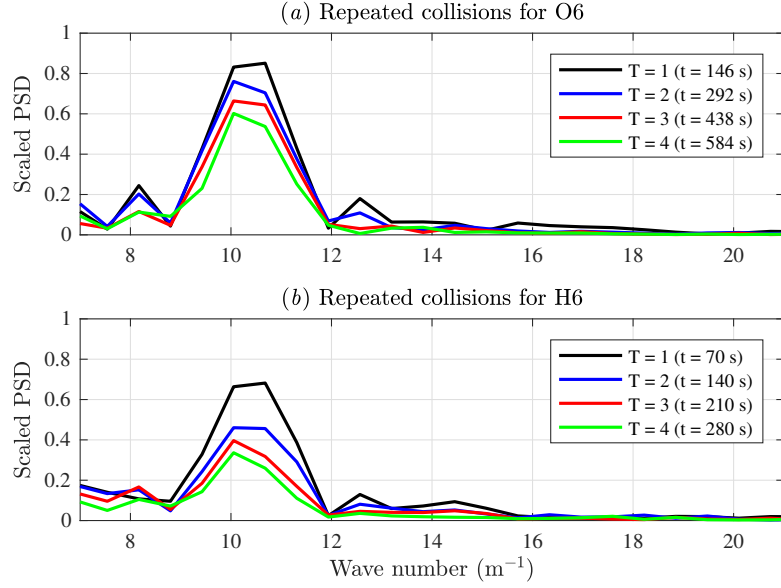 (a) Repeated collisions for O6
1
0.8
0.6
0.4
0.2
0
Scaled PSD
T = 1 (t = 146 s)
T = 2 (t = 292 s)
T = 3 (t = 438 s)
T = 4 (t = 584 s)
8 10 12 14 16 18 20
(b) Repeated collisions for H6
1
0.8
0.6
0.4
0.2
0
Scaled PSD
T = 1 (t = 70 s)
T = 2 (t = 140 s)
T = 3 (t = 210 s)
T = 4 (t = 280 s)
8 10 12 14 16 18 20
Wave number (m⁻¹)